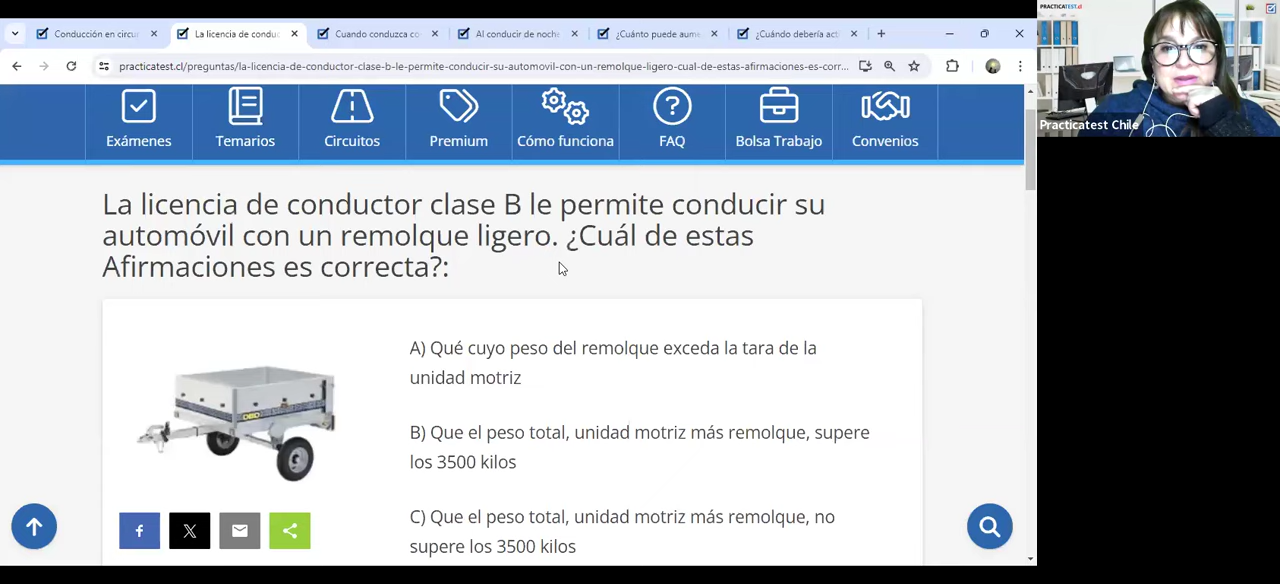 Conducción en circu
La licencia de conduc
Cuando conduzca co
Al conducir de noche
¿Cuánto puede aume
¿Cuándo debería act
practicatest.cl/preguntas/la-licencia-de-conductor-clase-b-le-permite-conducir-su-automovil-con-un-remolque-ligero-cual-de-estas-afirmaciones-es-corr...
PRACTICATEST.cl
Practicatest Chile
Exámenes
Temarios
Circuitos
Premium
Cómo funciona
FAQ
Bolsa Trabajo
Convenios
La licencia de conductor clase B le permite conducir su
automóvil con un remolque ligero. ¿Cuál de estas
Afirmaciones es correcta?:
A) Qué cuyo peso del remolque exceda la tara de la
unidad motriz
B) Que el peso total, unidad motriz más remolque, supere
los 3500 kilos
C) Que el peso total, unidad motriz más remolque, no
supere los 3500 kilos